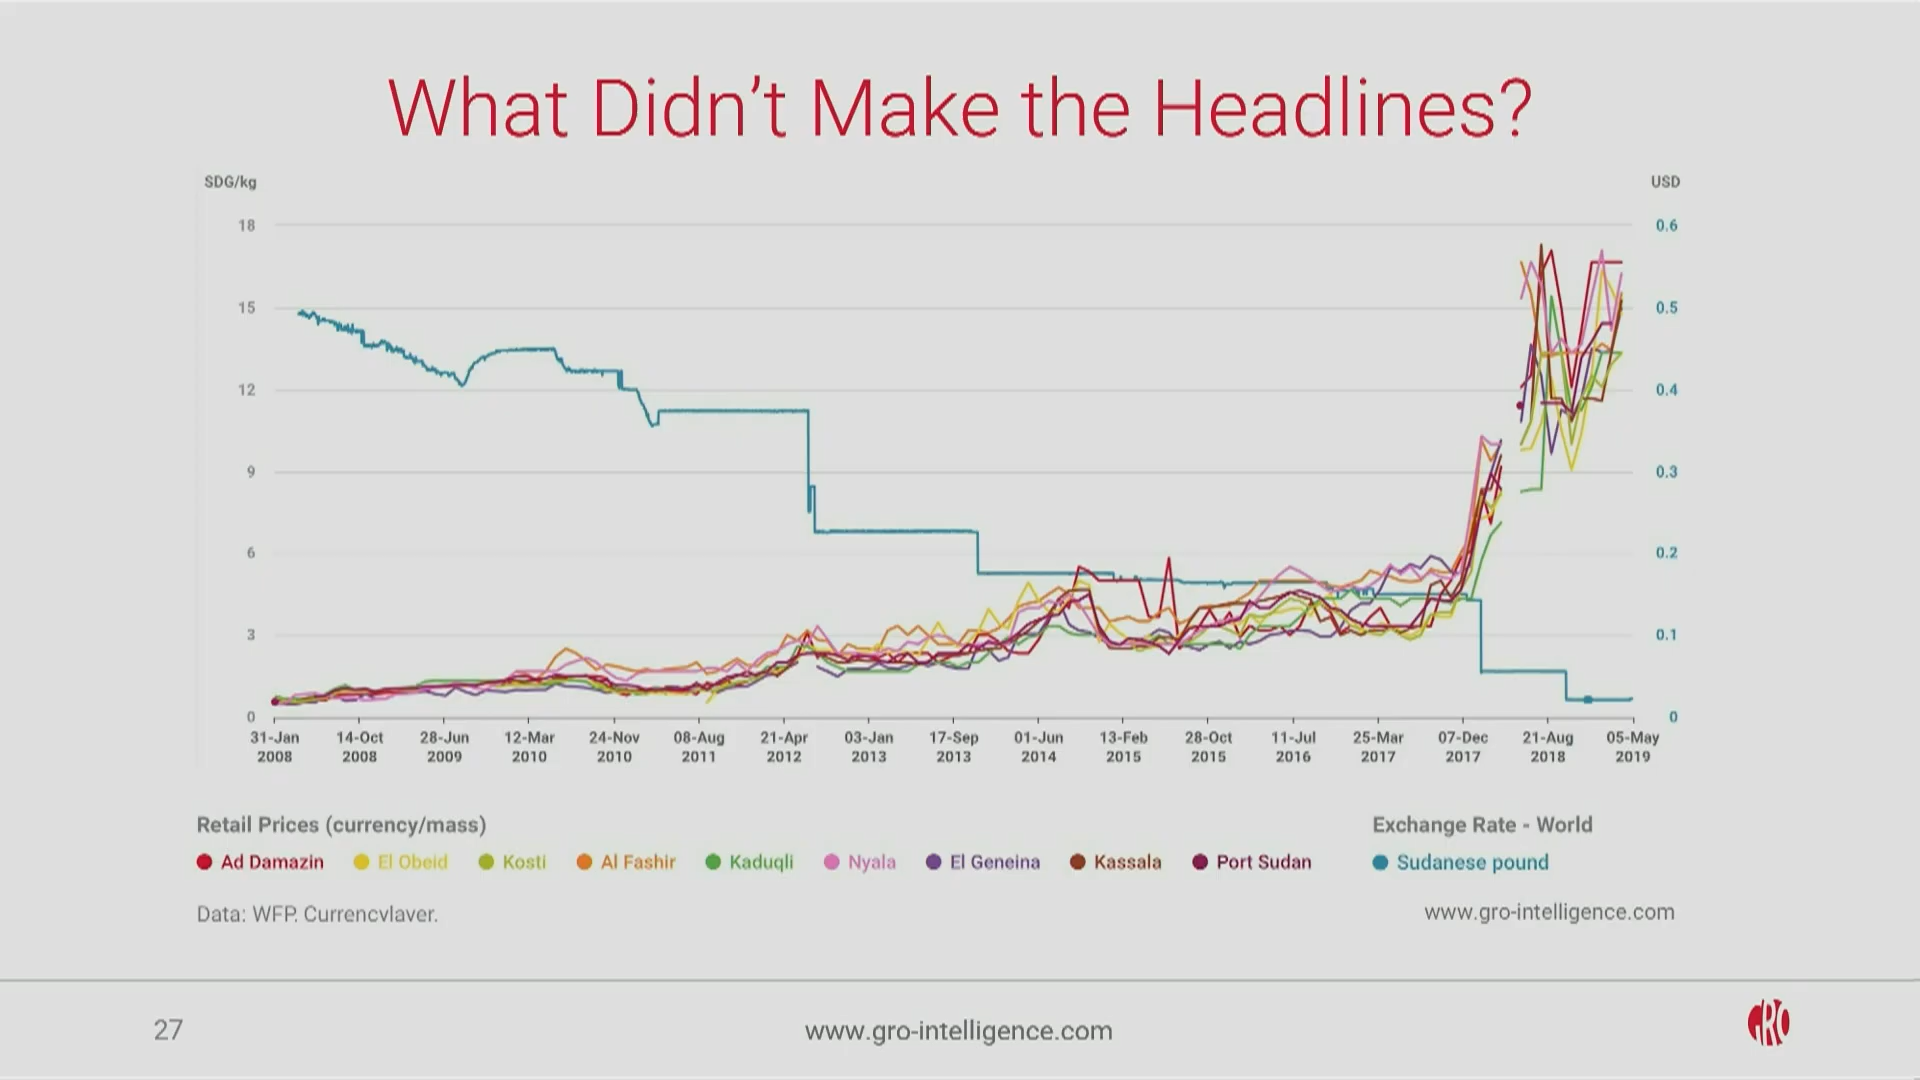 What Didn't Make the Headlines?
SDG/kg
USD
18
0.6
15
0.5
12
0.4
9
0.3
6
0.2
3
0.1
0
0
31-Jan 14-Oct 28-Jun 12-Mar 24-Nov 08-Aug 21-Apr 03-Jan 17-Sep 01-Jun 13-Feb 28-Oct 11-Jul 25-Mar 07-Dec 21-Aug 05-May
2008 2008 2009 2010 2010 2011 2012 2013 2013 2014 2015 2015 2016 2017 2017 2018 2019
Retail Prices (currency/mass)
Exchange Rate - World
Ad Damazin El Obeid Kosti Al Fashir Kaduqli Nyala El Geneina Kassala Port Sudan
Sudanese pound
Data: WFP. Currencvlaver.
www.gro-intelligence.com
27
www.gro-intelligence.com
GRO